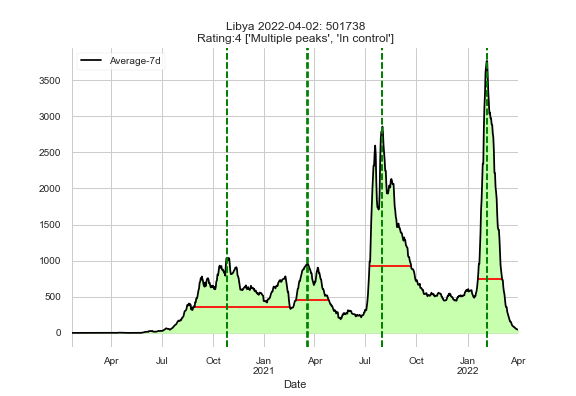 Libya 2022-04-02: 501738
Rating:4 ['Multiple peaks', 'In control']
Average-7d
3500
3000
2500
2000
1500
1000
500
0
Apr
Jul
Oct
Jan
2021
Apr
Jul
Oct
Jan
2022
Apr
Date